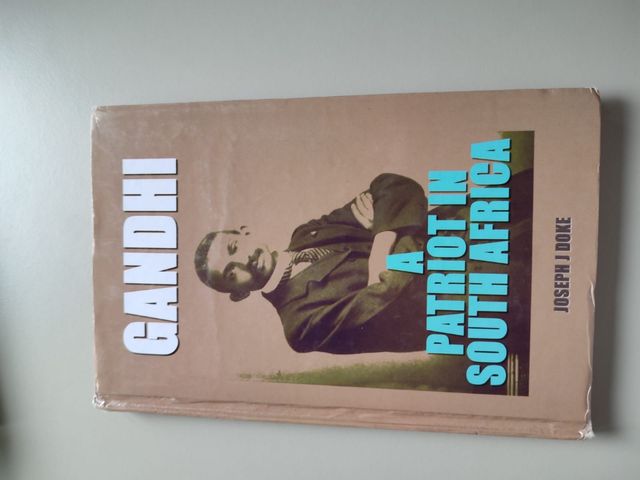 GANDHI
A
PATRIOT IN
SOUTH AFRICA
JOSEPH J DOKE